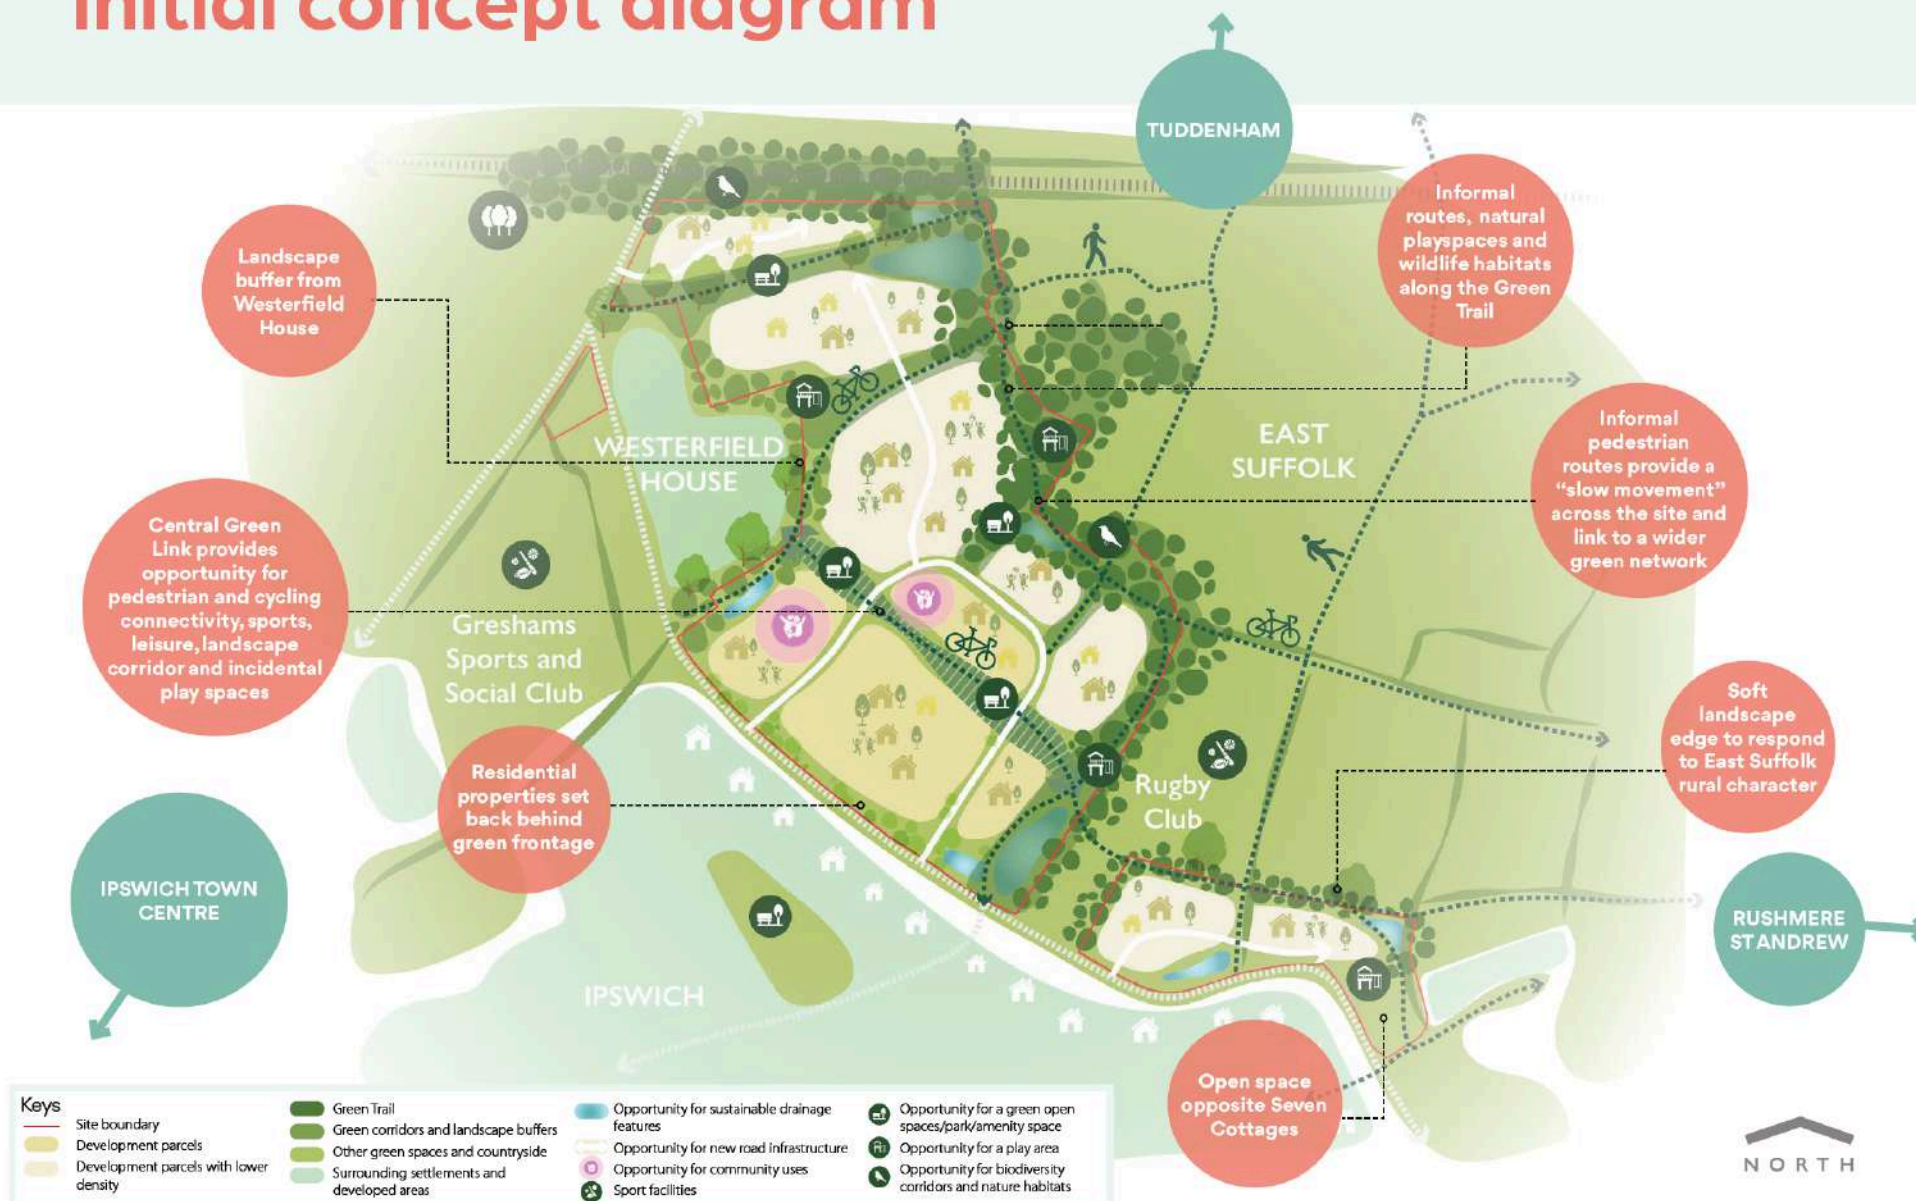 Initial concept diagram
TUDDENHAM
Informal
routes, natural
playspaces and
wildlife habitats
along the Green
Trail
Landscape
buffer from
Westerfield
House
Informal
pedestrian
routes provide a
“slow movement”
across the site and
link to a wider
green network
WESTERFIELD
HOUSE
EAST
SUFFOLK
Central Green
Link provides
opportunity for
pedestrian and cycling
connectivity, sports,
leisure, landscape
corridor and incidental
play spaces
Greshams
Sports and
Social Club
Soft
landscape
edge to respond
to East Suffolk
rural character
Residential
properties set
back behind
green frontage
Rugby
Club
IPSWICH TOWN
CENTRE
RUSHMERE
ST ANDREW
IPSWICH
Open space
opposite Seven
Cottages
Keys
Site boundary
Development parcels
Development parcels with lower
density
Green Trail
Green corridors and landscape buffers
Other green spaces and countryside
Surrounding settlements and
developed areas
Opportunity for sustainable drainage
features
Opportunity for new road infrastructure
Opportunity for community uses
Sport facilities
Opportunity for a green open
spaces/park/amenity space
Opportunity for a play area
Opportunity for biodiversity
corridors and nature habitats
NORTH